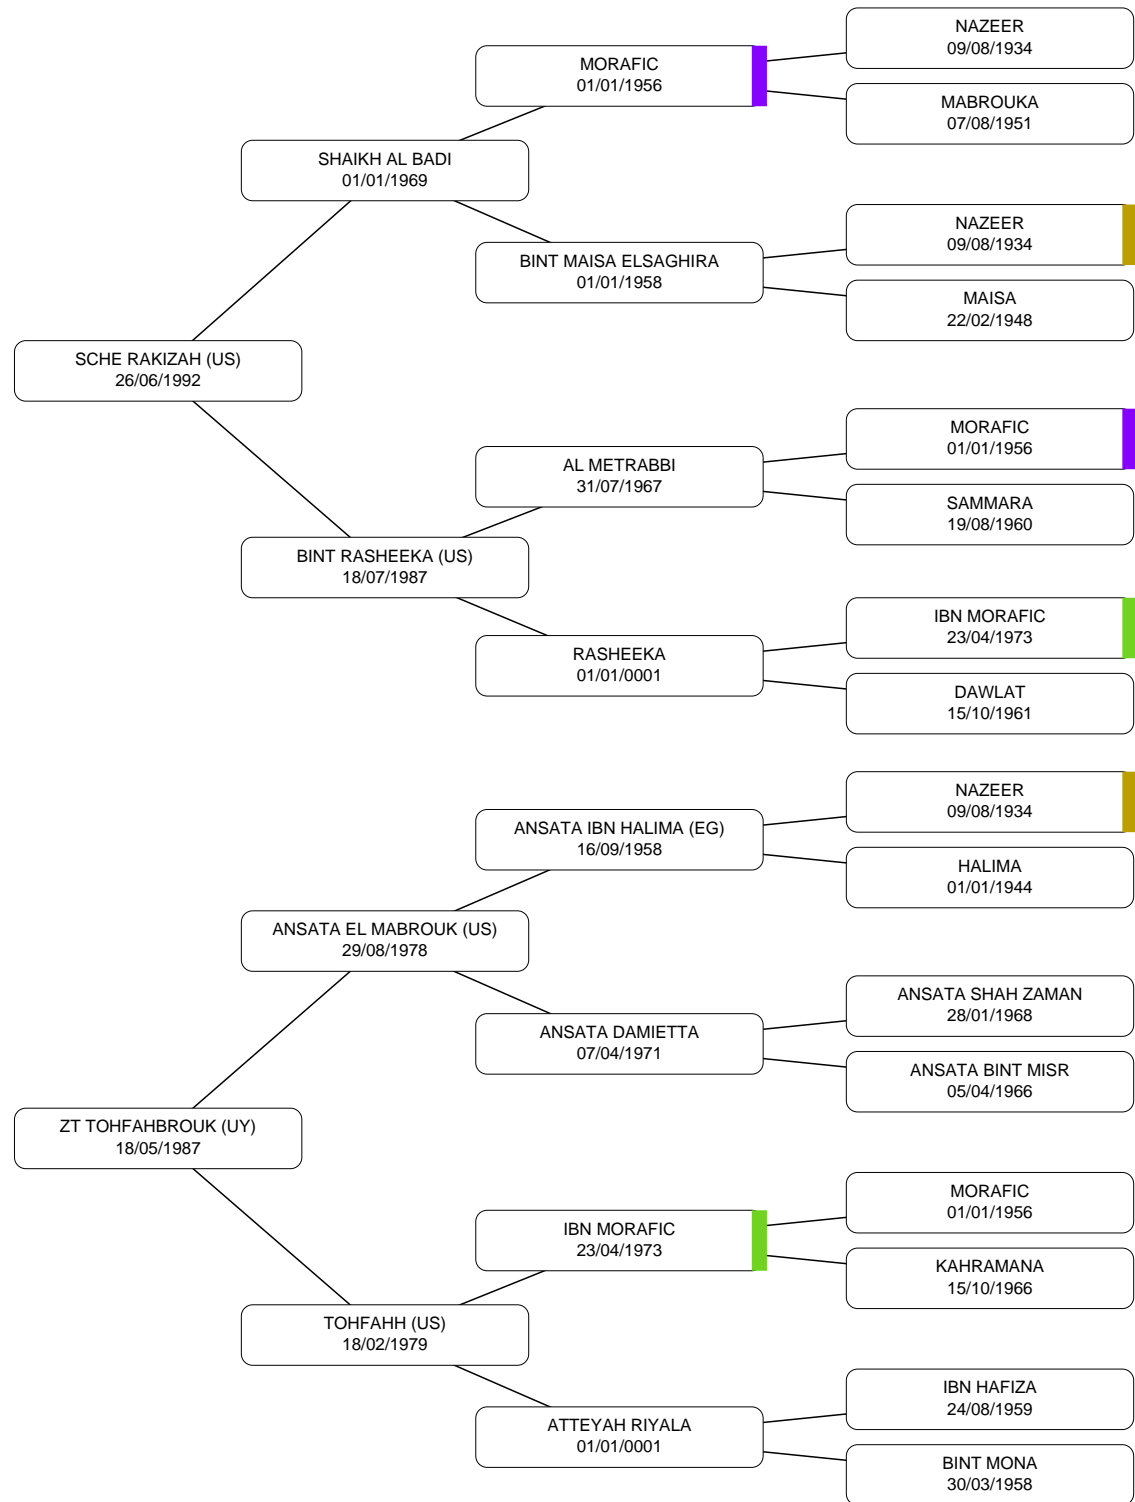 NAZEER
09/08/1934
MORAFIC
01/01/1956
MABROUKA
07/08/1951
SHAIKH AL BADI
01/01/1969
NAZEER
09/08/1934
BINT MAISA ELSAGHIRA
01/01/1958
MAISA
22/02/1948
SCHE RAKIZAH (US)
26/06/1992
MORAFIC
01/01/1956
AL METRABBI
31/07/1967
SAMMARA
19/08/1960
BINT RASHEEKA (US)
18/07/1987
IBN MORAFIC
23/04/1973
RASHEEKA
01/01/0001
DAWLAT
15/10/1961
NAZEER
09/08/1934
ANSATA IBN HALIMA (EG)
16/09/1958
HALIMA
01/01/1944
ANSATA EL MABROUK (US)
29/08/1978
ANSATA SHAH ZAMAN
28/01/1968
ANSATA DAMIETTA
07/04/1971
ANSATA BINT MISR
05/04/1966
ZT TOHFAHBROUK (UY)
18/05/1987
MORAFIC
01/01/1956
IBN MORAFIC
23/04/1973
KAHRAMANA
15/10/1966
TOHFAHH (US)
18/02/1979
IBN HAFIZA
24/08/1959
ATTEYAH RIYALA
01/01/0001
BINT MONA
30/03/1958